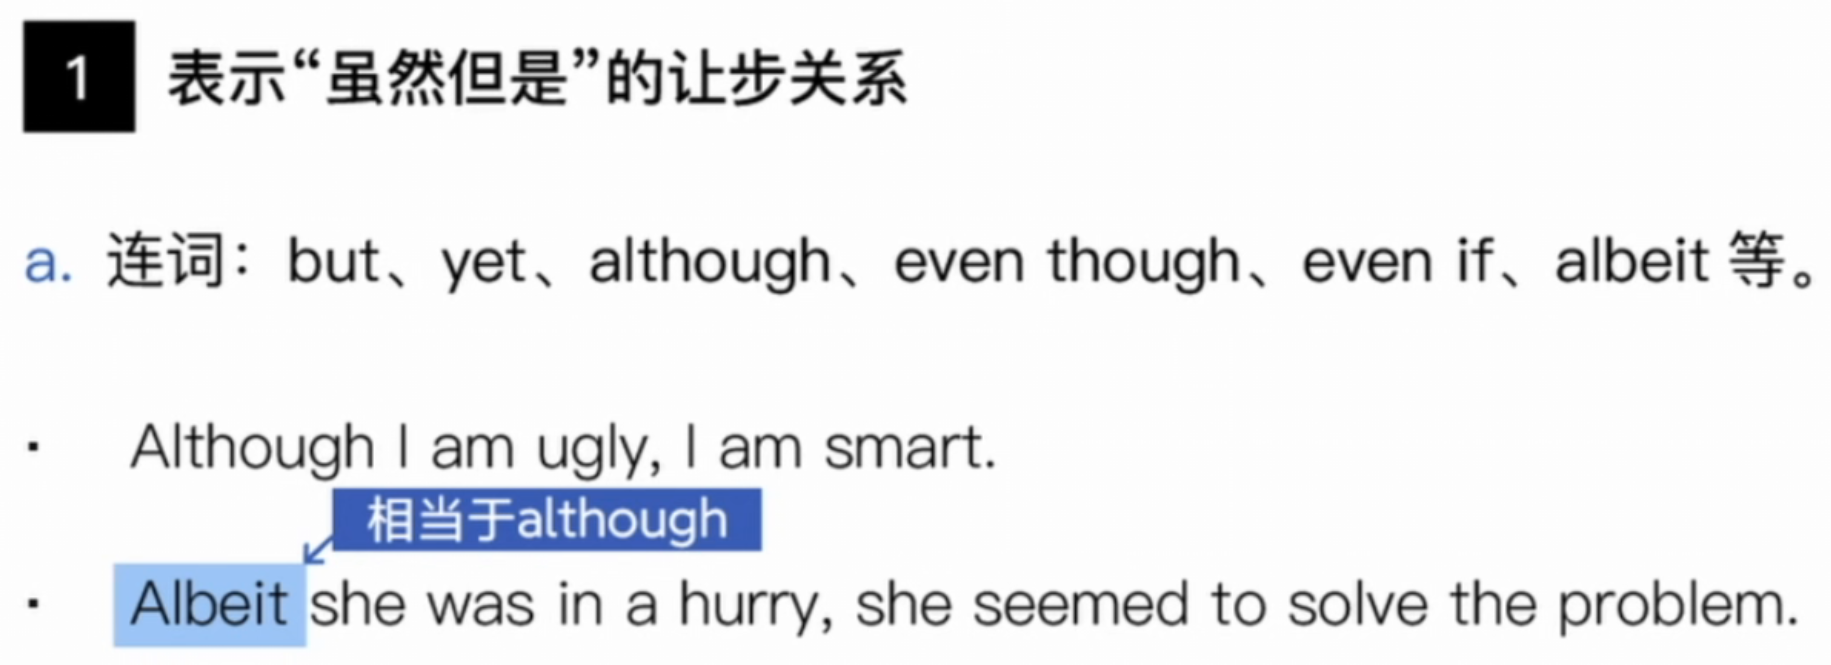 1 表示“虽然但是”的让步关系
a. 连词：but、yet、although、even though、even if、albeit 等。
· Although I am ugly, I am smart.
相当于although
· Albeit she was in a hurry, she seemed to solve the problem.